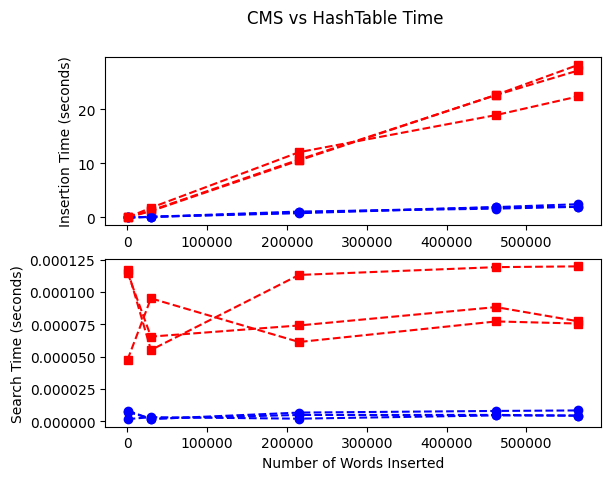 CMS vs HashTable Time
Insertion Time (seconds)
20
10
0
0 100000 200000 300000 400000 500000
Search Time (seconds)
0.000125
0.000100
0.000075
0.000050
0.000025
0.000000
0 100000 200000 300000 400000 500000
Number of Words Inserted